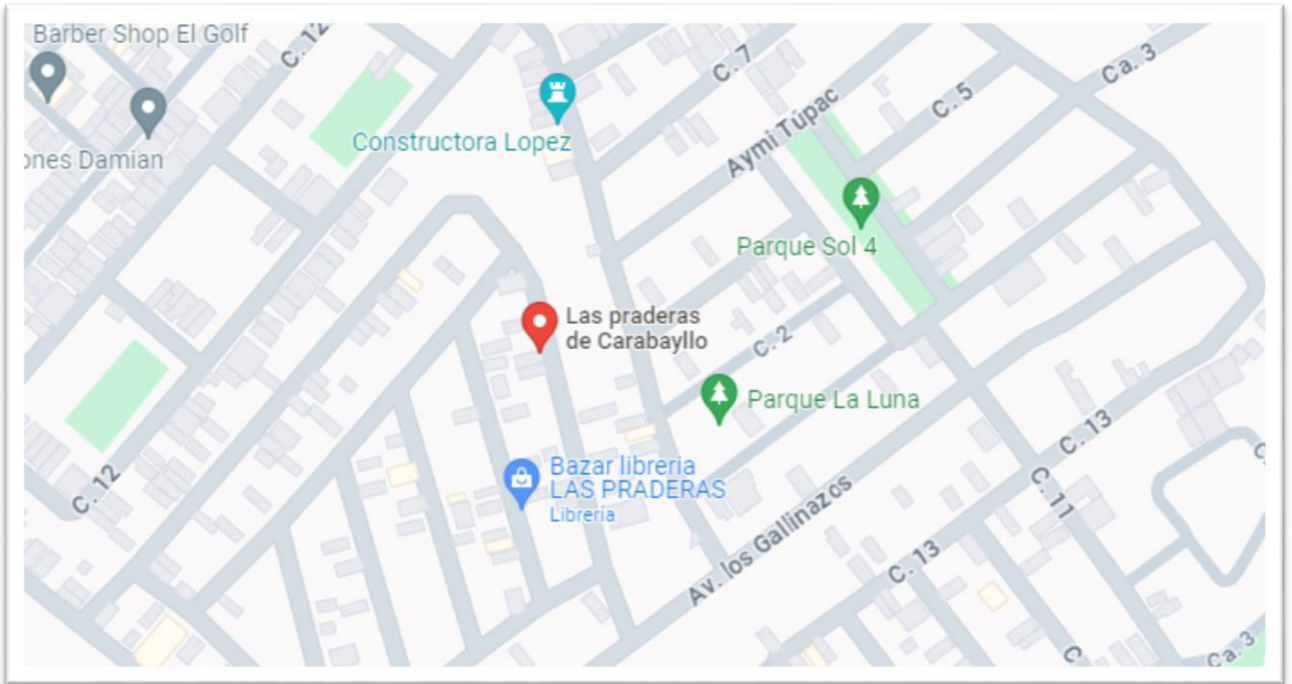 Barber Shop El Golf
C. 12
C. 7
Ca. 3
C. 5
Aymi Túpac
Constructora Lopez
ones Damian
Parque Sol 4
Las praderas
de Carabayllo
C. 2
Parque La Luna
C. 13
Bazar libreria
LAS PRADERAS
Librería
C. 12
C. 11
Av. los Gallinazos
C. 13
C
C
Ca. 3